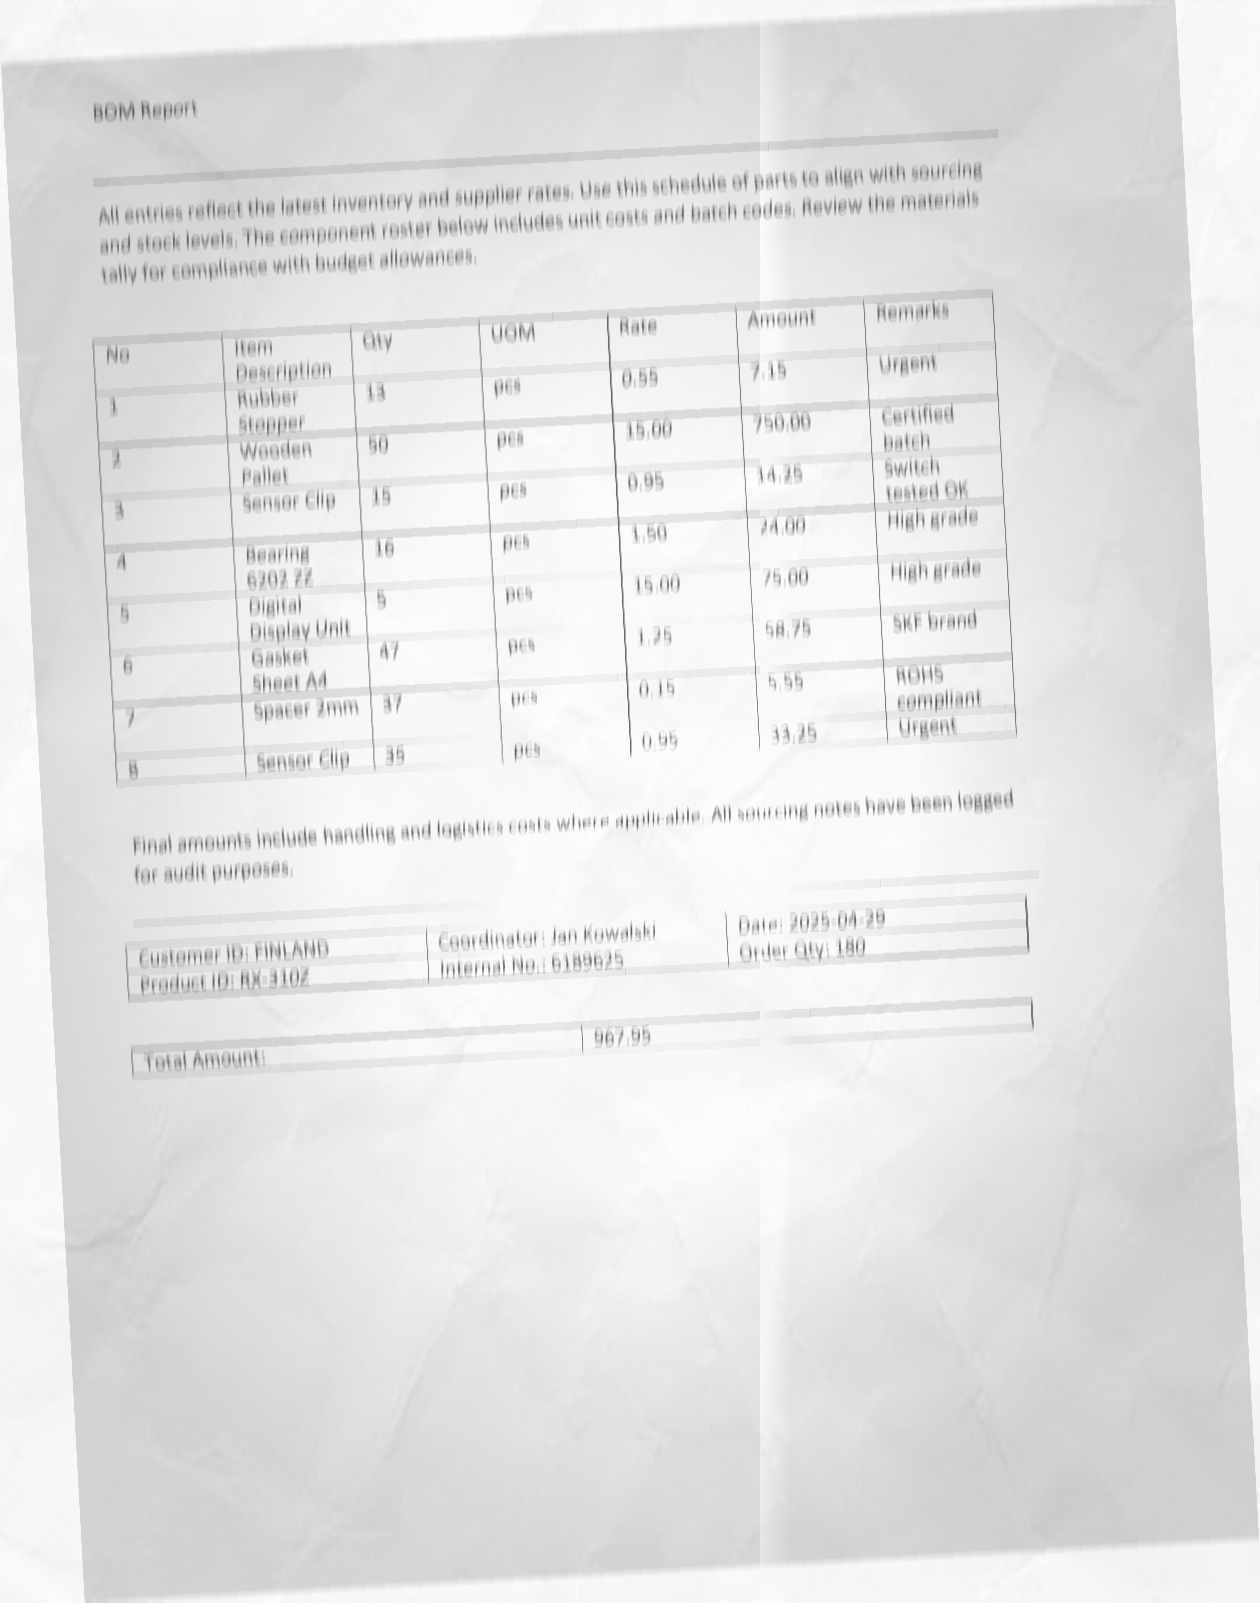 BOM Report
All entries reflect the latest inventory and supplier rates. Use this schedule of parts to align with sourcing
and stock levels. The component roster below includes unit costs and batch codes. Review the materials
tally for compliance with budget allowances.
No Item Description Qty UOM Rate Amount Remarks
1 Rubber Stopper 13 pcs 0.55 7.15 Urgent
2 Wooden Pallet 50 pcs 15.00 750.00 Certified batch
3 Sensor Clip 15 pcs 0.95 14.25 Switch tested OK
4 Bearing 6202 ZZ 16 pcs 1.50 24.00 High grade
5 Digital Display Unit 5 pcs 15.00 75.00 High grade
6 Gasket Sheet A4 47 pcs 1.25 58.75 SKF brand
7 Spacer 2mm 37 pcs 0.15 5.55 ROHS compliant
8 Sensor Clip 35 pcs 0.95 33.25 Urgent
Final amounts include handling and logistics costs where applicable. All sourcing notes have been logged
for audit purposes.
Customer ID: FINLAND Coordinator: Jan Kowalski Date: 2025-04-29
Product ID: RX-310Z Internal No.: 6189625 Order Qty: 180
Total Amount: 967.95